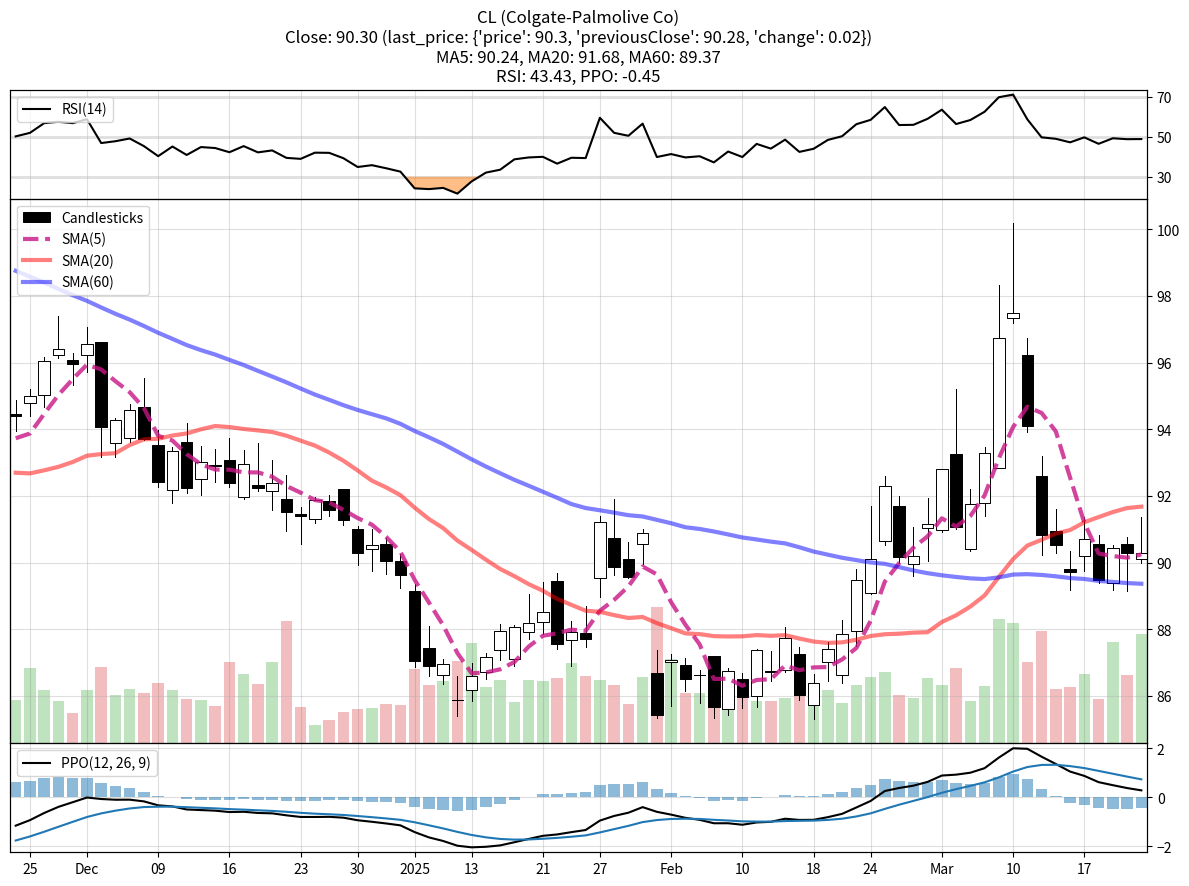 CL (Colgate-Palmolive Co)
Close: 90.30 (last_price: {'price': 90.3, 'previousClose': 90.28, 'change': 0.02})
MA5: 90.24, MA20: 91.68, MA60: 89.37
RSI: 43.43, PPO: -0.45
RSI(14)
70
50
30
Candlesticks
SMA(5)
SMA(20)
SMA(60)
100
98
96
94
92
90
88
86
PPO(12, 26, 9)
2
0
−2
25 Dec 09 16 23 30 2025 13 21 27 Feb 10 18 24 Mar 10 17